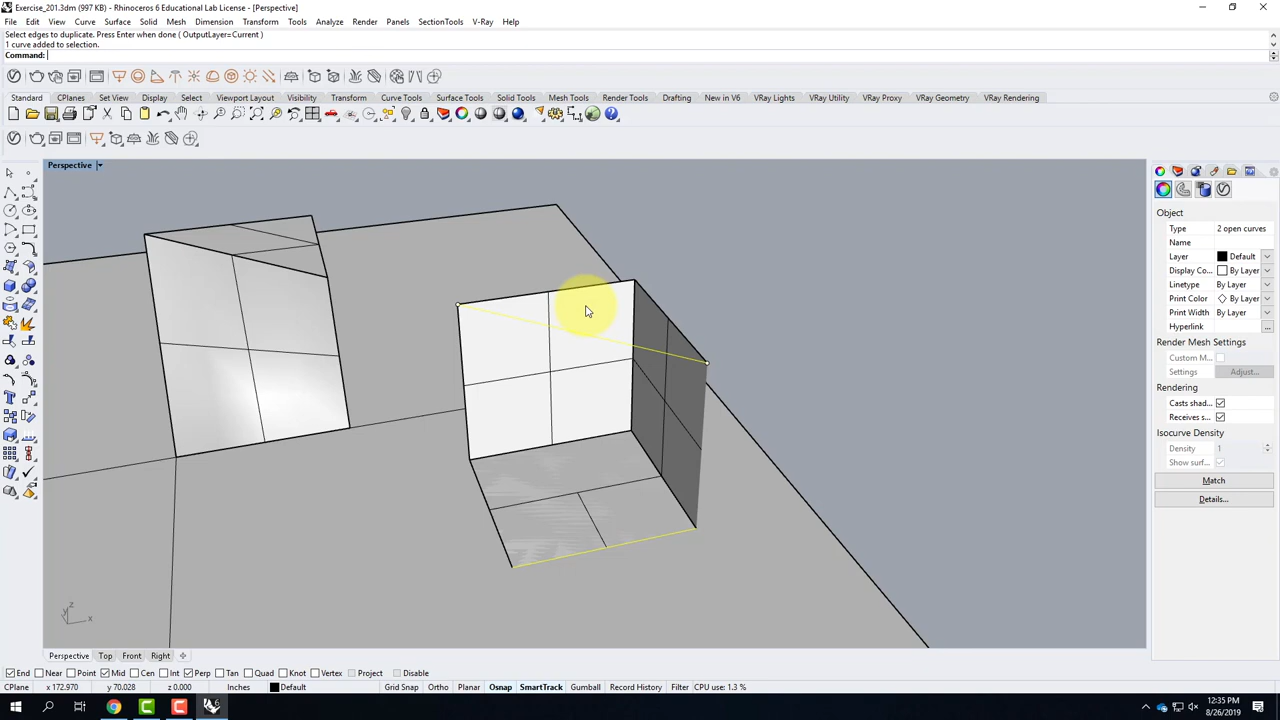 Exercise_201.3dm (997 KB) - Rhinoceros 6 Educational Lab License - [Perspective]
File Edit View Curve Surface Solid Mesh Dimension Transform Tools Analyze Render Panels SectionTools V-Ray Help
Select edges to duplicate. Press Enter when done ( OutputLayer=Current )
1 curve added to selection.
Command:
Standard CPlanes Set View Display Select Viewport Layout Visibility Transform Curve Tools Surface Tools Solid Tools Mesh Tools Render Tools Drafting New in V6 VRay Lights VRay Utility VRay Proxy VRay Geometry VRay Rendering
Perspective
Object
Type 2 open curves
Name
Layer Default
Display Co... By Layer
Linetype By Layer
Print Color By Layer
Print Width By Layer
Hyperlink ...
Render Mesh Settings
Custom M...
Settings Adjust...
Rendering
Casts shad...
Receives s...
Isocurve Density
Density 1
Show surf...
Match
Details...
z
y
x
Perspective Top Front Right
End Near Point Mid Cen Int Perp Tan Quad Knot Vertex Project Disable
CPlane x 172.970 y 70.028 z 0.000 Inches Default Grid Snap Ortho Planar Osnap SmartTrack Gumball Record History Filter CPU use: 1.3 %
12:35 PM
8/26/2019